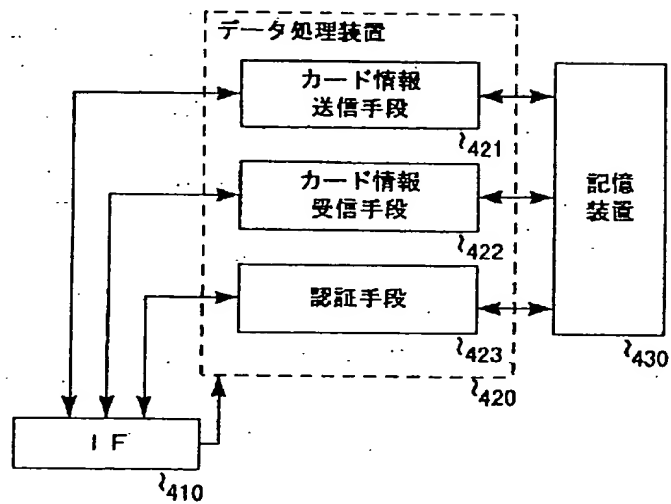 データ処理装置
カード情報
送信手段
421
カード情報
受信手段
422
認証手段
423
420
記憶
装置
430
IF
410